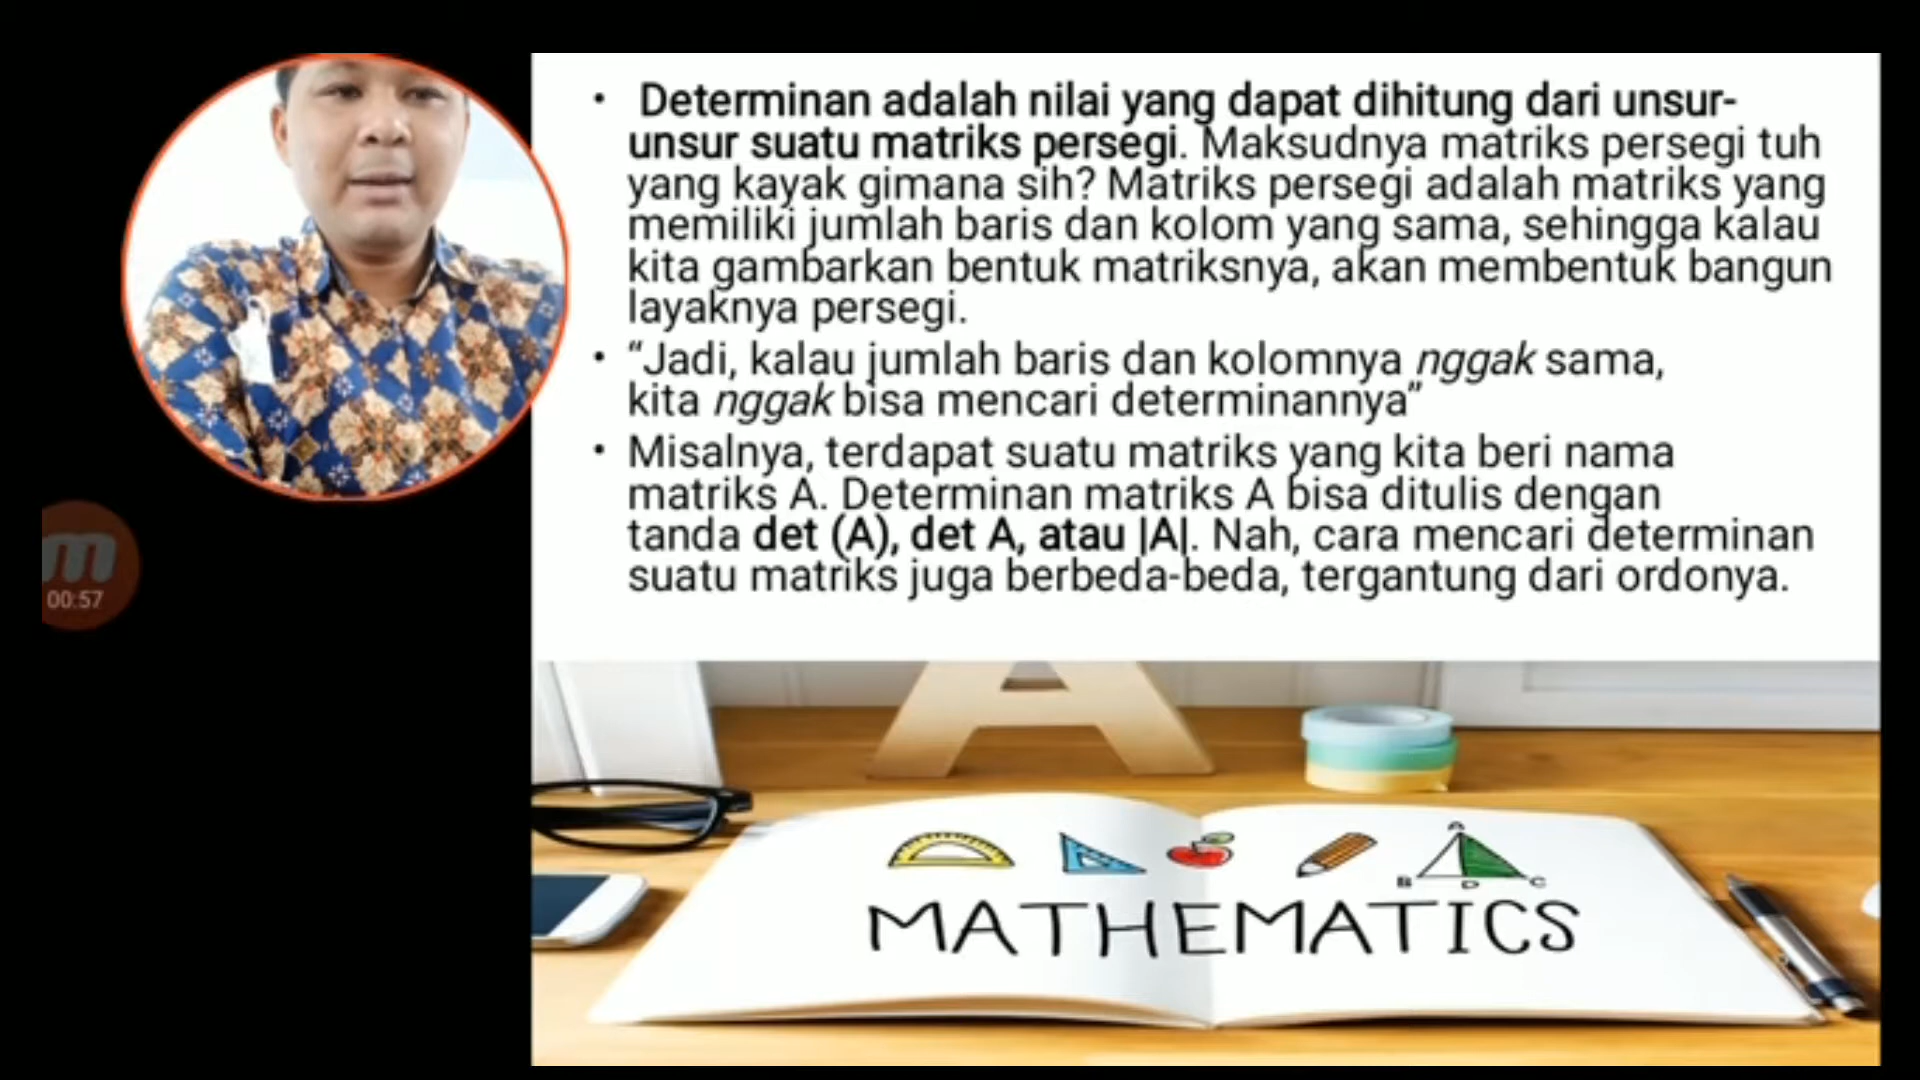 • Determinan adalah nilai yang dapat dihitung dari unsur-
unsur suatu matriks persegi. Maksudnya matriks persegi tuh
yang kayak gimana sih? Matriks persegi adalah matriks yang
memiliki jumlah baris dan kolom yang sama, sehingga kalau
kita gambarkan bentuk matriksnya, akan membentuk bangun
layaknya persegi.
• “Jadi, kalau jumlah baris dan kolomnya nggak sama,
kita nggak bisa mencari determinannya”
• Misalnya, terdapat suatu matriks yang kita beri nama
matriks A. Determinan matriks A bisa ditulis dengan
tanda det (A), det A, atau |A|. Nah, cara mencari determinan
suatu matriks juga berbeda-beda, tergantung dari ordonya.
m
00:57
A
A
B D C
MATHEMATICS